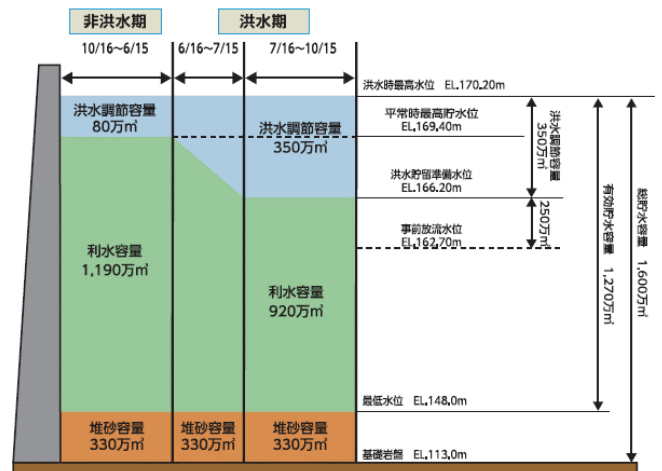 非洪水期
洪水期
10/16~6/15
6/16~7/15
7/16~10/15
洪水時最高水位 EL.170.20m
洪水調節容量
80万㎥
洪水調節容量
350万㎥
平常時最高貯水位
EL.169.40m
洪水貯留準備水位
EL.166.20m
事前放流水位
EL.162.70m
洪水調節容量
350万㎥
250万㎥
有効貯水容量 1,270万㎥
総貯水容量 1,600万㎥
利水容量
1,190万㎥
利水容量
920万㎥
最低水位 EL.148.0m
堆砂容量
330万㎥
堆砂容量
330万㎥
堆砂容量
330万㎥
基礎岩盤 EL.113.0m